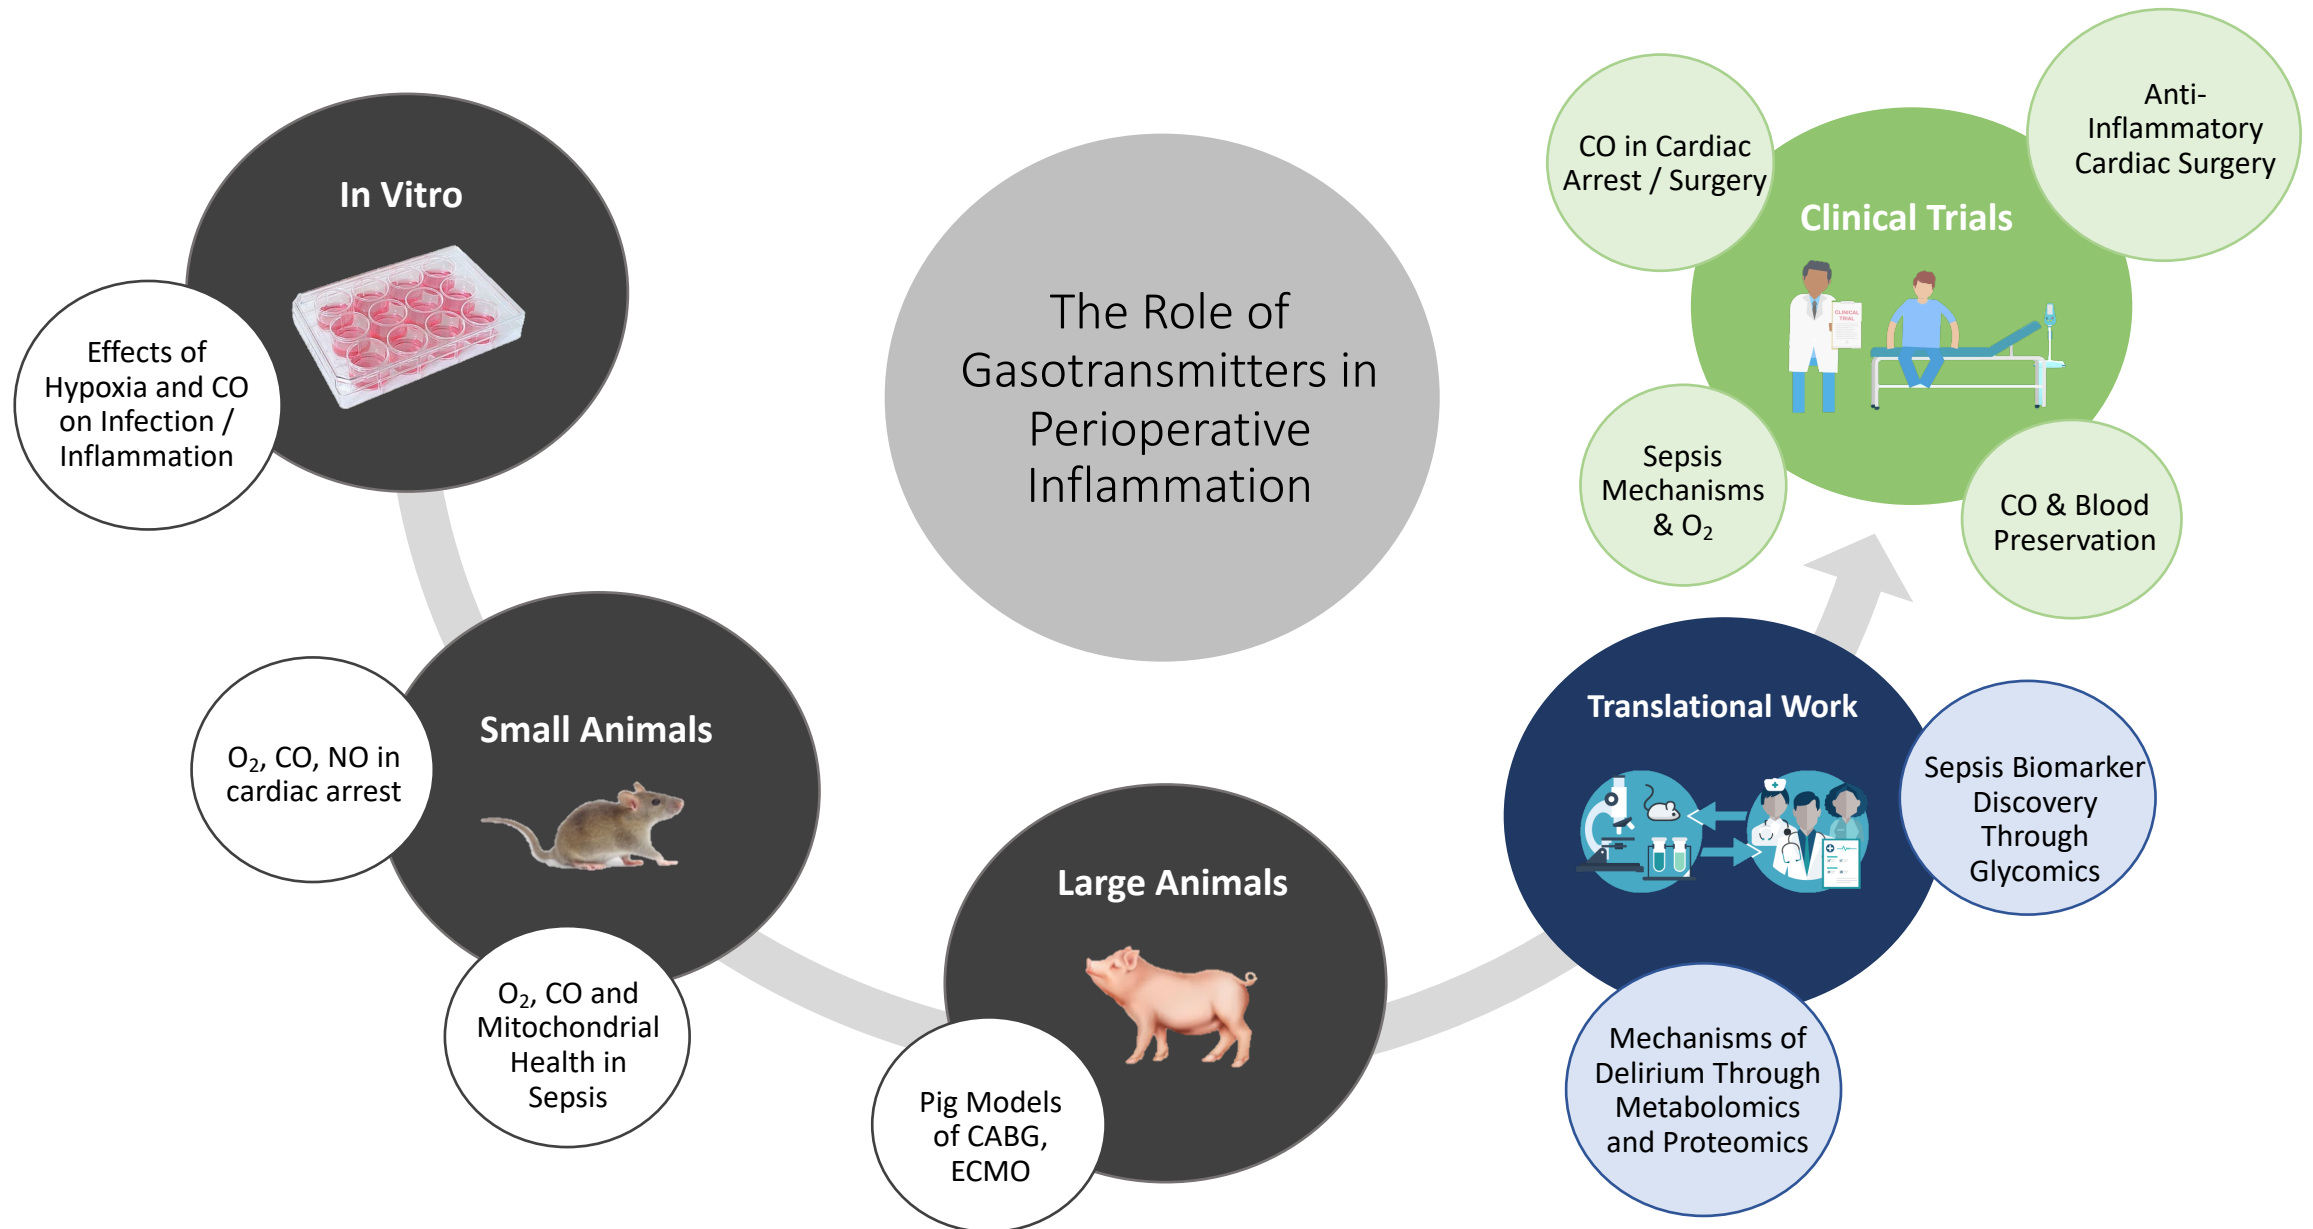 In Vitro
Effects of
Hypoxia and CO
on Infection /
Inflammation
Small Animals
O₂, CO, NO in
cardiac arrest
O₂, CO and
Mitochondrial
Health in
Sepsis
The Role of
Gasotransmitters in
Perioperative
Inflammation
Large Animals
Pig Models
of CABG,
ECMO
Translational Work
Sepsis Biomarker
Discovery
Through
Glycomics
Mechanisms of
Delirium Through
Metabolomics
and Proteomics
Clinical Trials
CLINICAL
TRIAL
CO in Cardiac
Arrest / Surgery
Anti-
Inflammatory
Cardiac Surgery
Sepsis
Mechanisms
& O₂
CO & Blood
Preservation